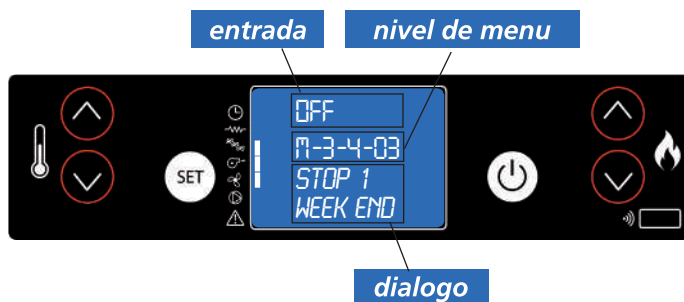 entrada
nivel de menu
OFF
M-3-4-03
SET
STOP 1
WEEK END
dialogo